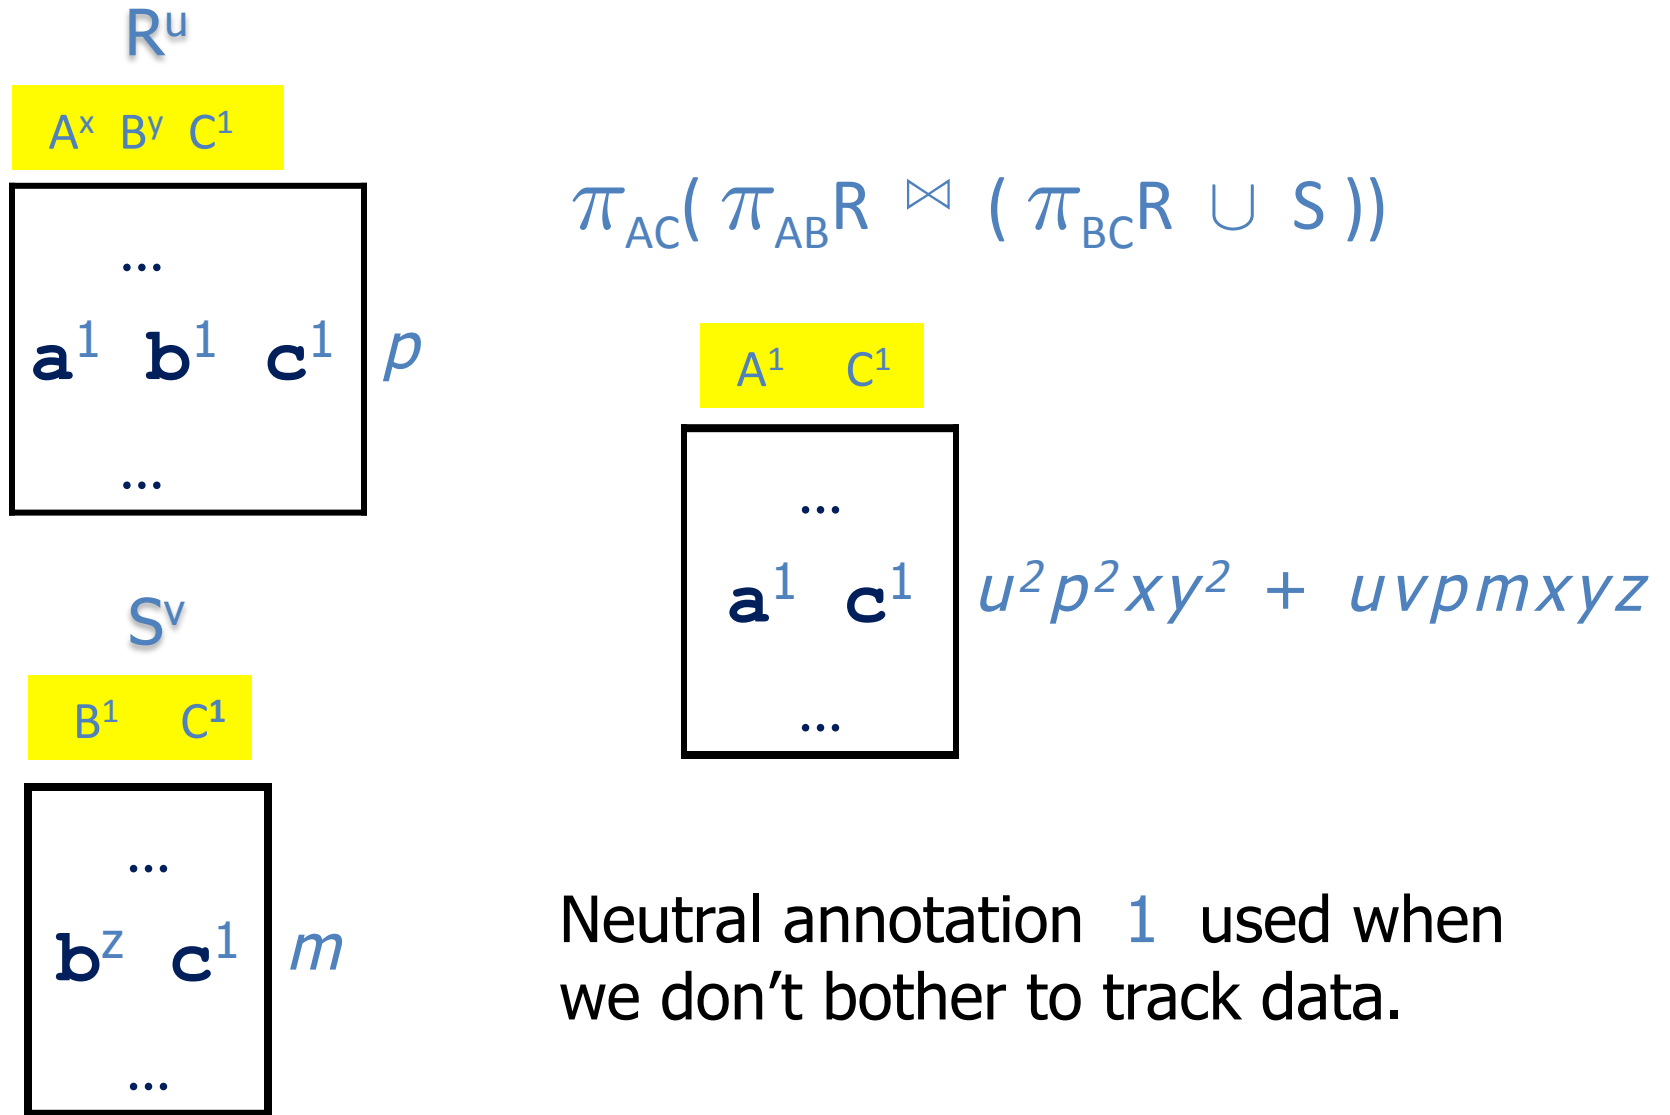 Rᵘ
Aˣ Bʸ C¹
...
a¹ b¹ c¹ p
...
π_AC( π_AB R ⋈ ( π_BC R ∪ S ))
A¹ C¹
...
a¹ c¹ u²p²xy² + uvpmxyz
...
Sᵛ
B¹ C¹
...
bᶻ c¹ m
...
Neutral annotation 1 used when
we don’t bother to track data.